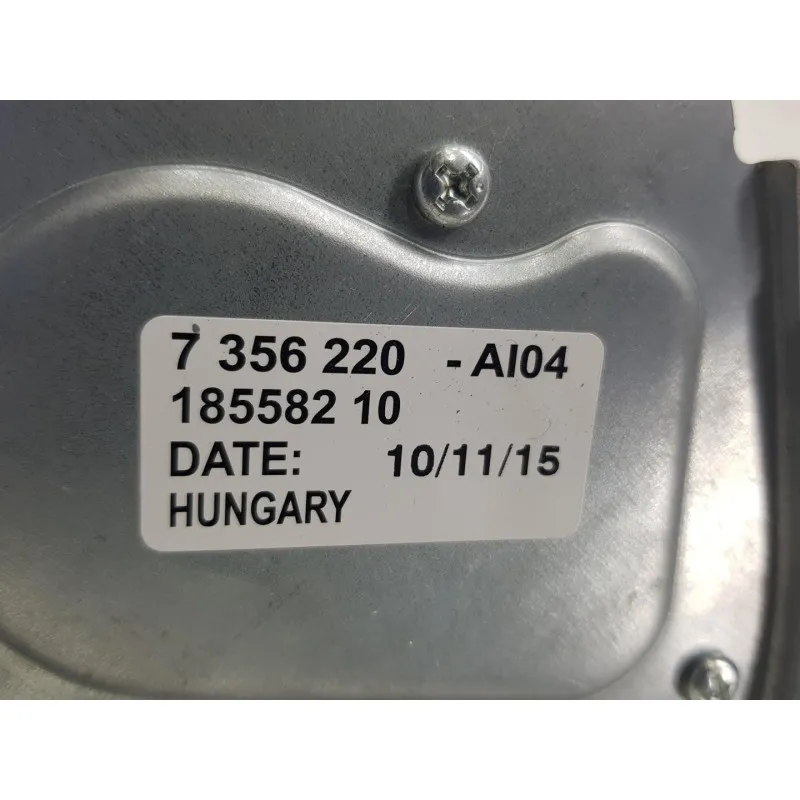 7 356 220 - AI04
185582 10
DATE: 10/11/15
HUNGARY